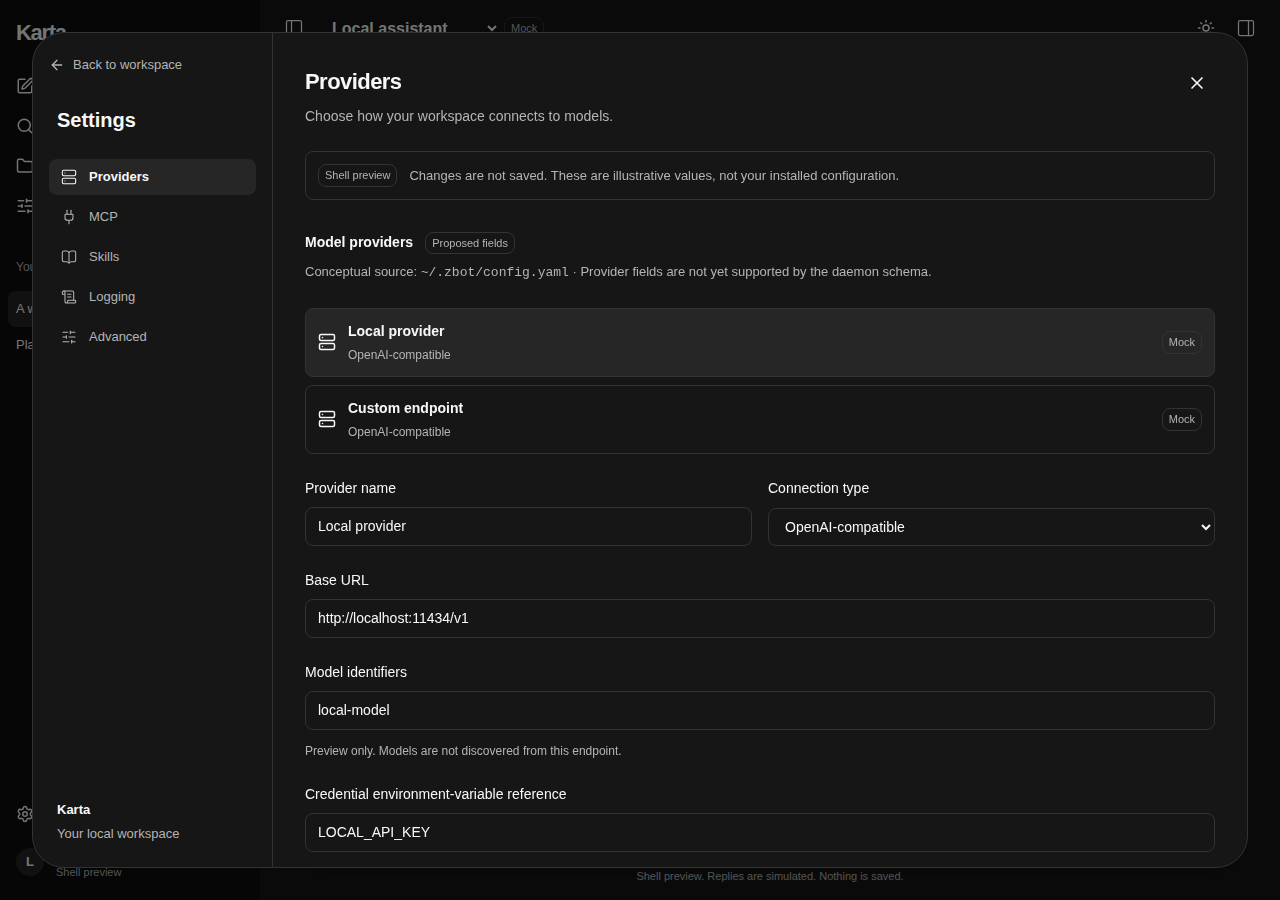 Karta
Local assistant
Mock
Back to workspace
Settings
Providers
MCP
Skills
Logging
Advanced
Karta
Your local workspace
Providers
Choose how your workspace connects to models.
Shell preview
Changes are not saved. These are illustrative values, not your installed configuration.
Model providers
Proposed fields
Conceptual source: ~/.zbot/config.yaml · Provider fields are not yet supported by the daemon schema.
Local provider
OpenAI-compatible
Mock
Custom endpoint
OpenAI-compatible
Mock
Provider name
Connection type
Local provider
OpenAI-compatible
Base URL
http://localhost:11434/v1
Model identifiers
local-model
Preview only. Models are not discovered from this endpoint.
Credential environment-variable reference
LOCAL_API_KEY
L
Shell preview
Shell preview. Replies are simulated. Nothing is saved.